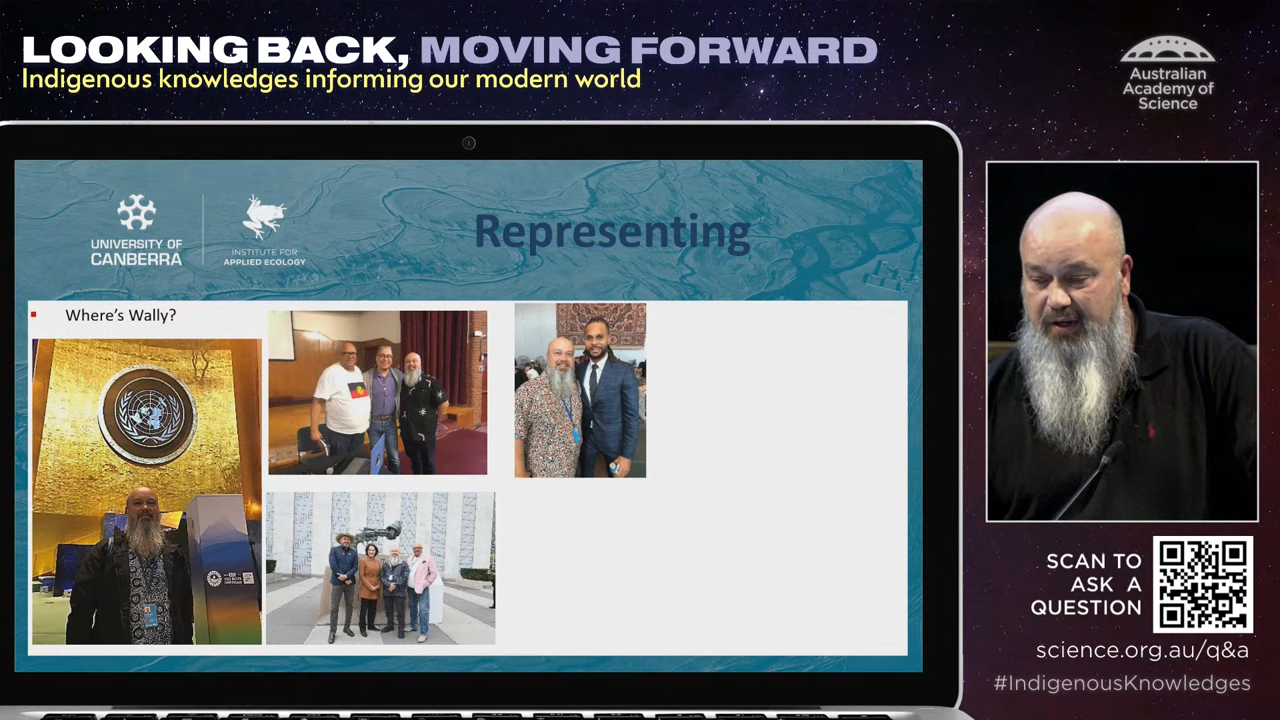 LOOKING BACK, MOVING FORWARD
Indigenous knowledges informing our modern world
Australian
Academy of
Science
UNIVERSITY OF
CANBERRA
INSTITUTE FOR
APPLIED ECOLOGY
Representing
Where's Wally?
SCAN TO
ASK A
QUESTION
science.org.au/q&a
#IndigenousKnowledges